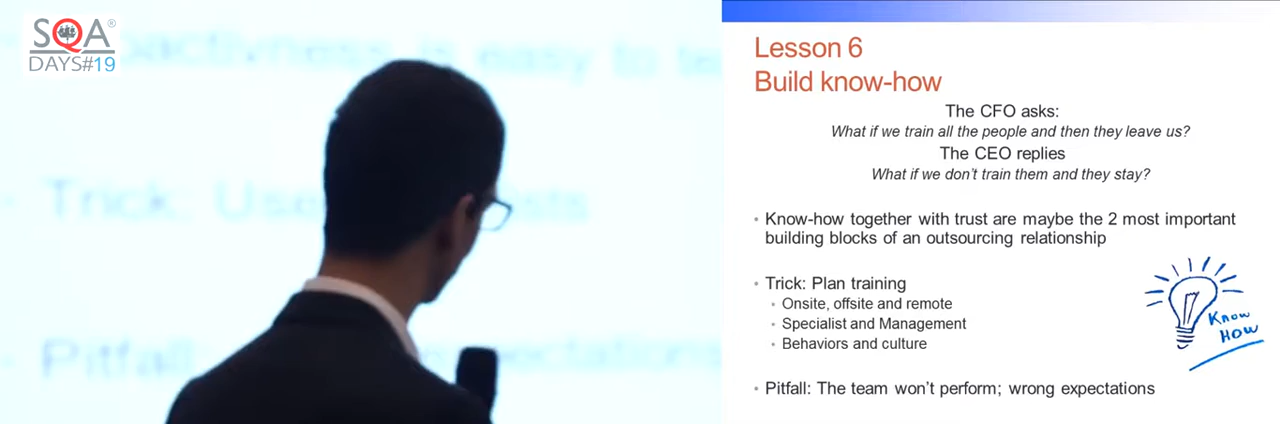 SQA®
DAYS#19
is easy to
Trick: Use
Pitfall:
Lesson 6
Build know-how
The CFO asks:
What if we train all the people and then they leave us?
The CEO replies
What if we don't train them and they stay?
• Know-how together with trust are maybe the 2 most important
building blocks of an outsourcing relationship
• Trick: Plan training
• Onsite, offsite and remote
• Specialist and Management
• Behaviors and culture
Know
How
• Pitfall: The team won't perform; wrong expectations